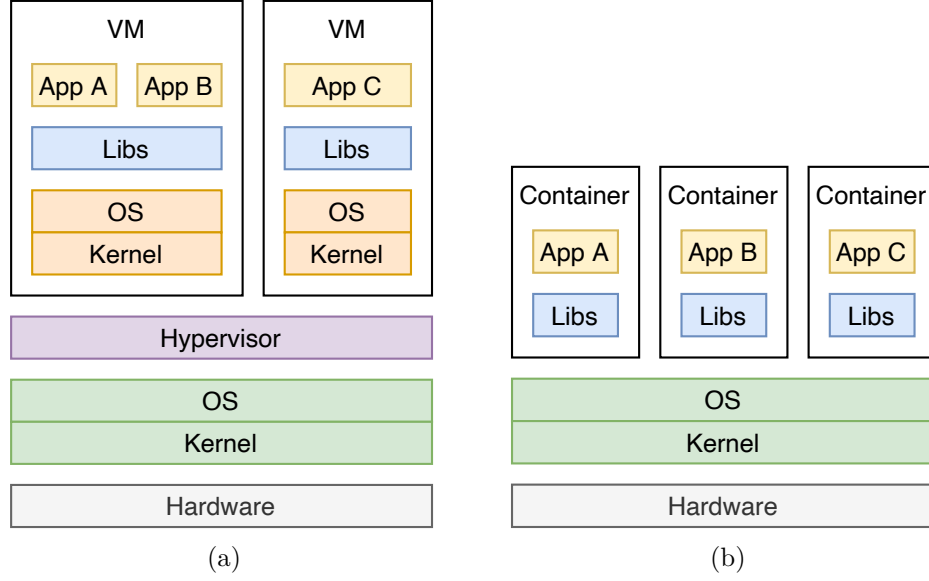 VM
App A
App B
Libs
OS
Kernel
VM
App C
Libs
OS
Kernel
Hypervisor
OS
Kernel
Hardware
(a)
Container
App A
Libs
Container
App B
Libs
Container
App C
Libs
OS
Kernel
Hardware
(b)